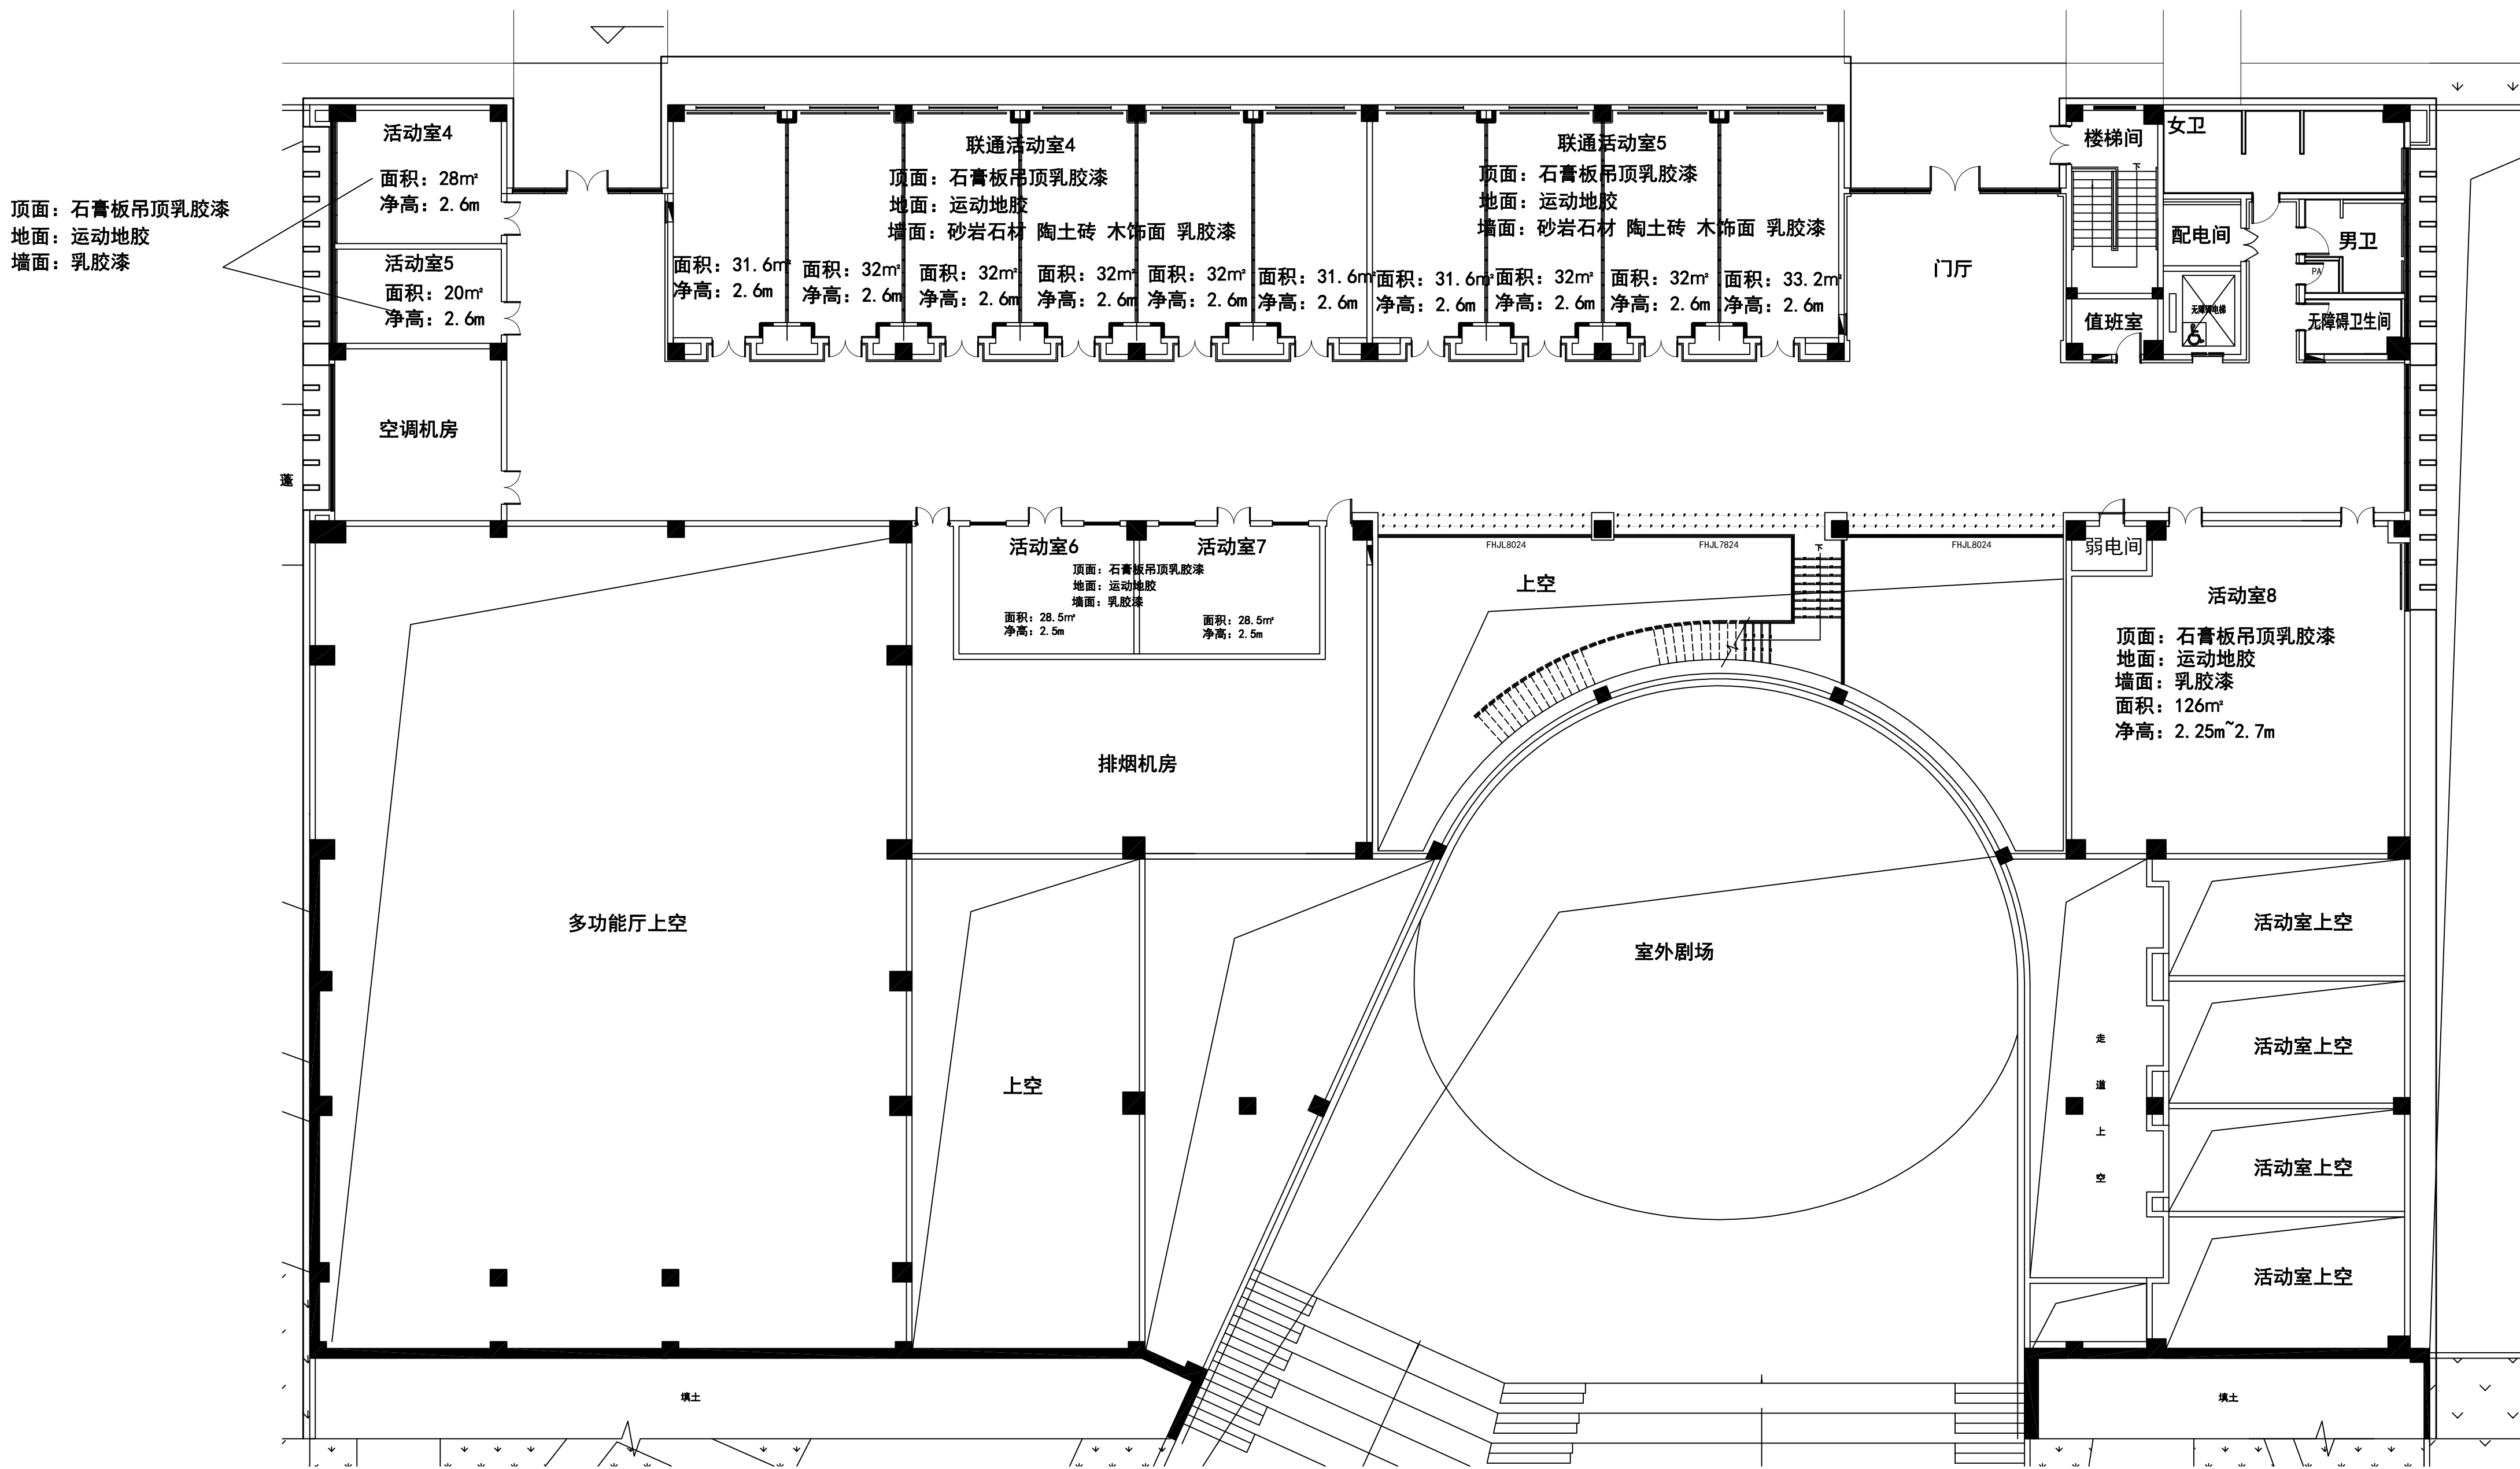 活动室4
面积：28㎡
净高：2.6m
顶面：石膏板吊顶乳胶漆
地面：运动地胶
墙面：乳胶漆
活动室5
面积：20㎡
净高：2.6m
空调机房
蓬
联通活动室4
顶面：石膏板吊顶乳胶漆
地面：运动地胶
墙面：砂岩石材 陶土砖 木饰面 乳胶漆
面积：31.6㎡
净高：2.6m
面积：32㎡
净高：2.6m
面积：32㎡
净高：2.6m
面积：32㎡
净高：2.6m
面积：32㎡
净高：2.6m
面积：31.6㎡
净高：2.6m
联通活动室5
顶面：石膏板吊顶乳胶漆
地面：运动地胶
墙面：砂岩石材 陶土砖 木饰面 乳胶漆
面积：31.6㎡
净高：2.6m
面积：32㎡
净高：2.6m
面积：32㎡
净高：2.6m
面积：33.2㎡
净高：2.6m
门厅
楼梯间
下
女卫
配电间
男卫
PA
无障碍电梯
值班室
无障碍卫生间
活动室6
活动室7
顶面：石膏板吊顶乳胶漆
地面：运动地胶
墙面：乳胶漆
面积：28.5㎡
净高：2.5m
面积：28.5㎡
净高：2.5m
排烟机房
FHJL8024
FHJL7824
FHJL8024
下
上空
弱电间
活动室8
顶面：石膏板吊顶乳胶漆
地面：运动地胶
墙面：乳胶漆
面积：126㎡
净高：2.25m~2.7m
多功能厅上空
上空
室外剧场
走
道
上
空
活动室上空
活动室上空
活动室上空
活动室上空
填土
填土